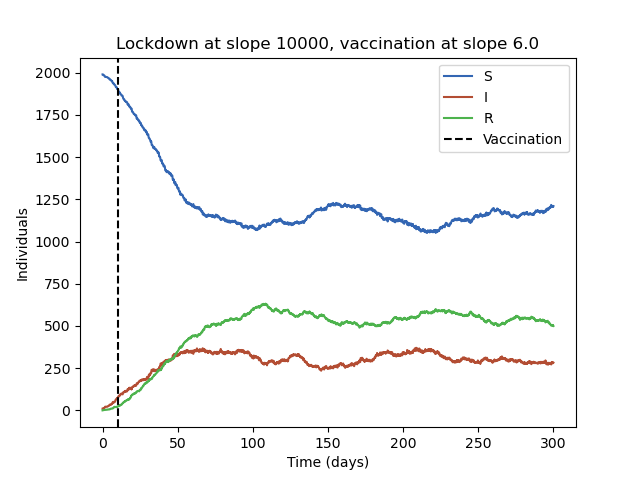 Lockdown at slope 10000, vaccination at slope 6.0
S
I
R
Vaccination
Individuals
2000
1750
1500
1250
1000
750
500
250
0
0 50 100 150 200 250 300
Time (days)